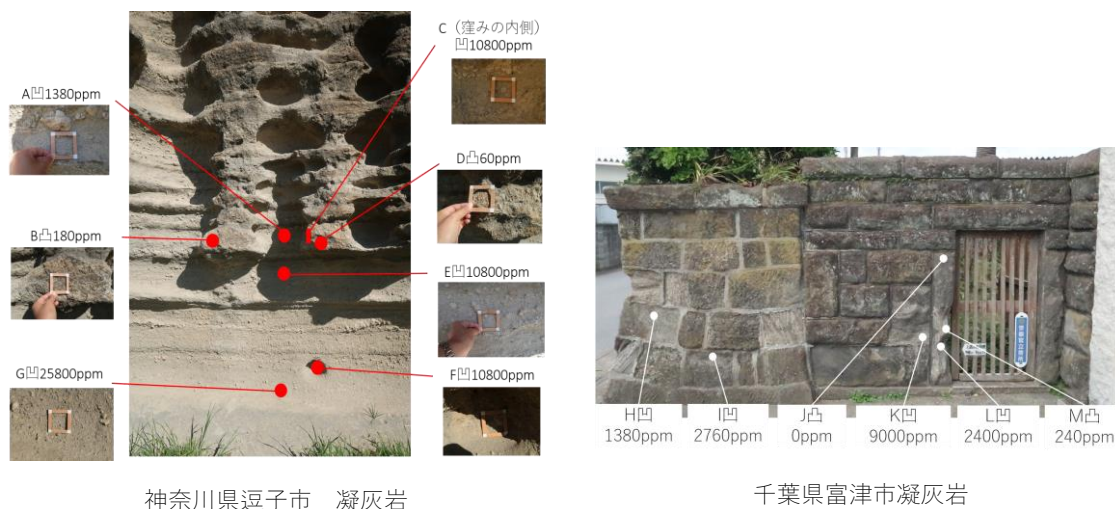 C（窪みの内側）
凹10800ppm
A凹1380ppm
D凸60ppm
B凸180ppm
E凹10800ppm
G凹25800ppm
F凹10800ppm
H凹
1380ppm
I凹
2760ppm
J凸
0ppm
K凹
9000ppm
L凹
2400ppm
M凸
240ppm
神奈川県逗子市　凝灰岩
千葉県富津市凝灰岩